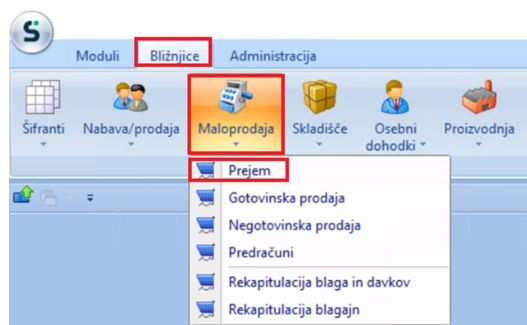 S
Moduli Bližnjice Administracija
Šifranti Nabava/prodaja Maloprodaja Skladišče Osebni dohodki Proizvodnja
Prejem
Gotovinska prodaja
Negotovinska prodaja
Predračuni
Rekapitulacija blaga in davkov
Rekapitulacija blagajn